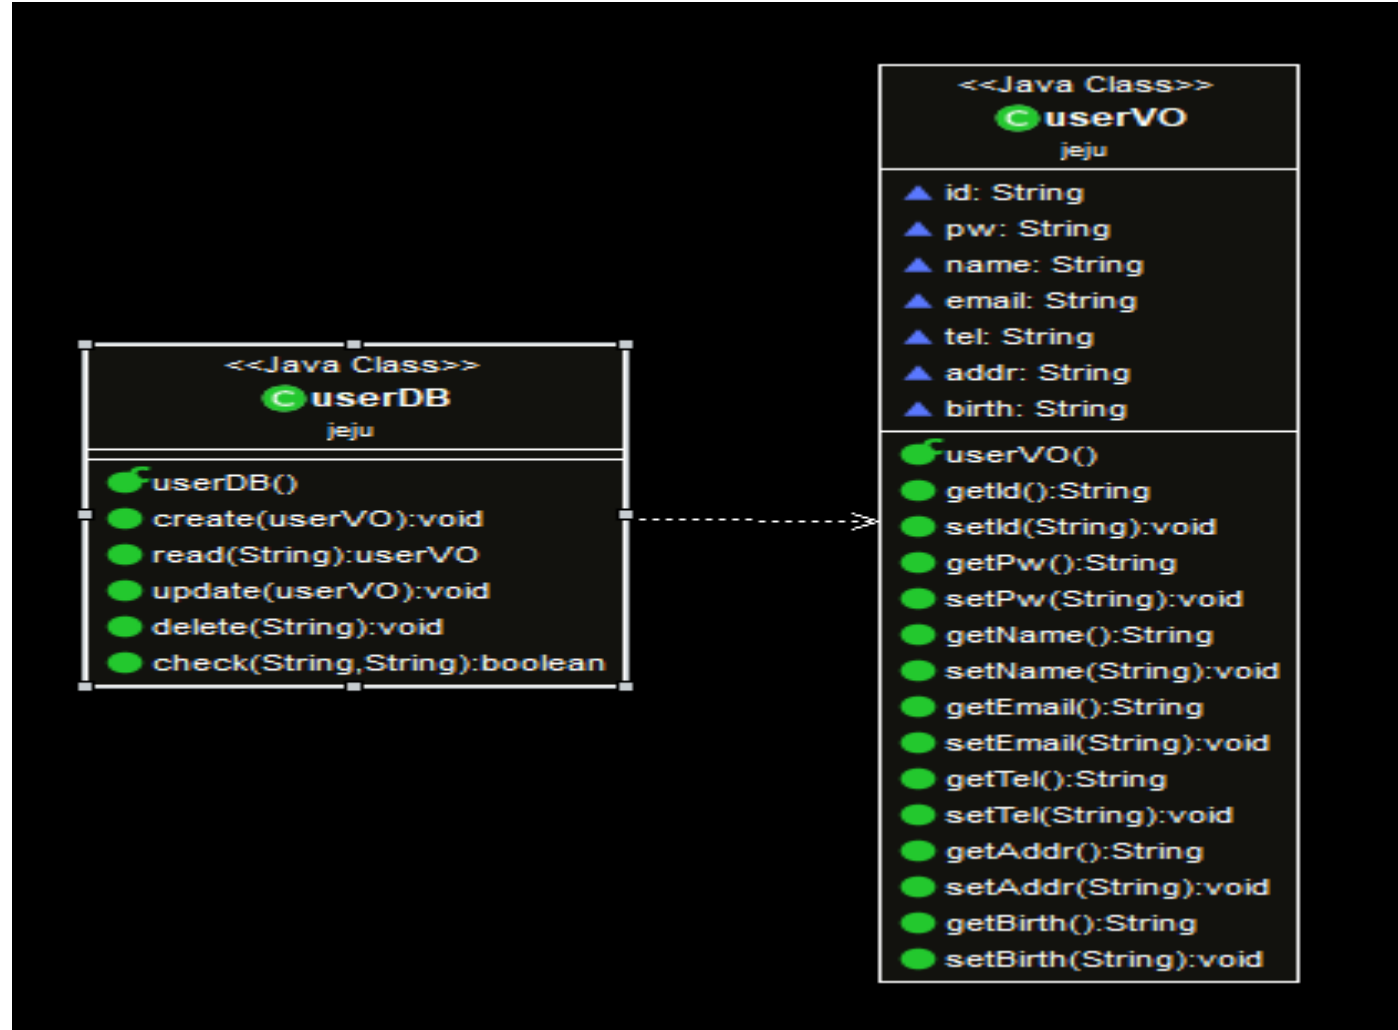 <<Java Class>>
userDB
jeju
userDB()
create(userVO):void
read(String):userVO
update(userVO):void
delete(String):void
check(String,String):boolean
<<Java Class>>
userVO
jeju
id: String
pw: String
name: String
email: String
tel: String
addr: String
birth: String
userVO()
getId():String
setId(String):void
getPw():String
setPw(String):void
getName():String
setName(String):void
getEmail():String
setEmail(String):void
getTel():String
setTel(String):void
getAddr():String
setAddr(String):void
getBirth():String
setBirth(String):void